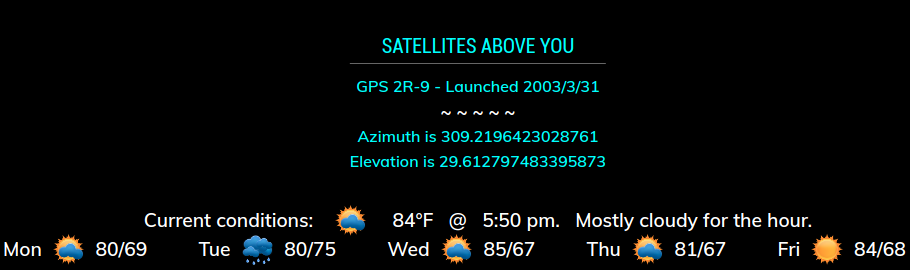 SATELLITES ABOVE YOU
GPS 2R-9 - Launched 2003/3/31
~ ~ ~ ~ ~
Azimuth is 309.2196423028761
Elevation is 29.612797483395873
Current conditions: 84°F @ 5:50 pm. Mostly cloudy for the hour.
Mon 80/69 Tue 80/75 Wed 85/67 Thu 81/67 Fri 84/68